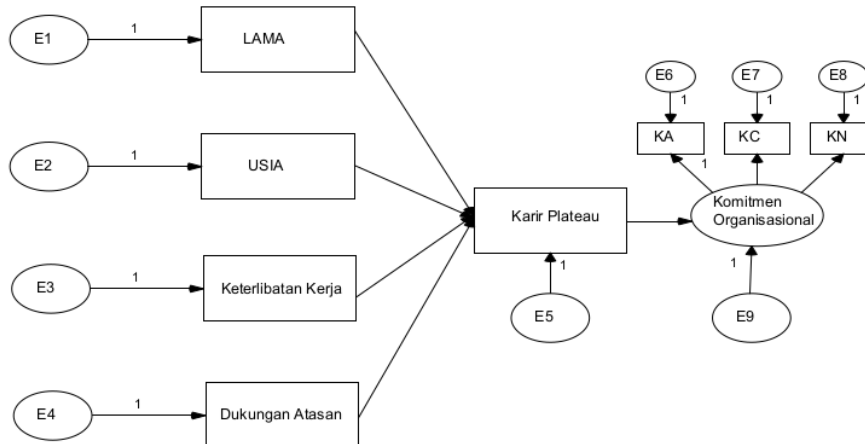 E1
1
LAMA
E6
E7
E8
1
1
1
KA
KC
KN
1
E2
1
USIA
Karir Plateau
Komitmen
Organisasional
E3
1
Keterlibatan Kerja
1
1
E5
E9
E4
1
Dukungan Atasan